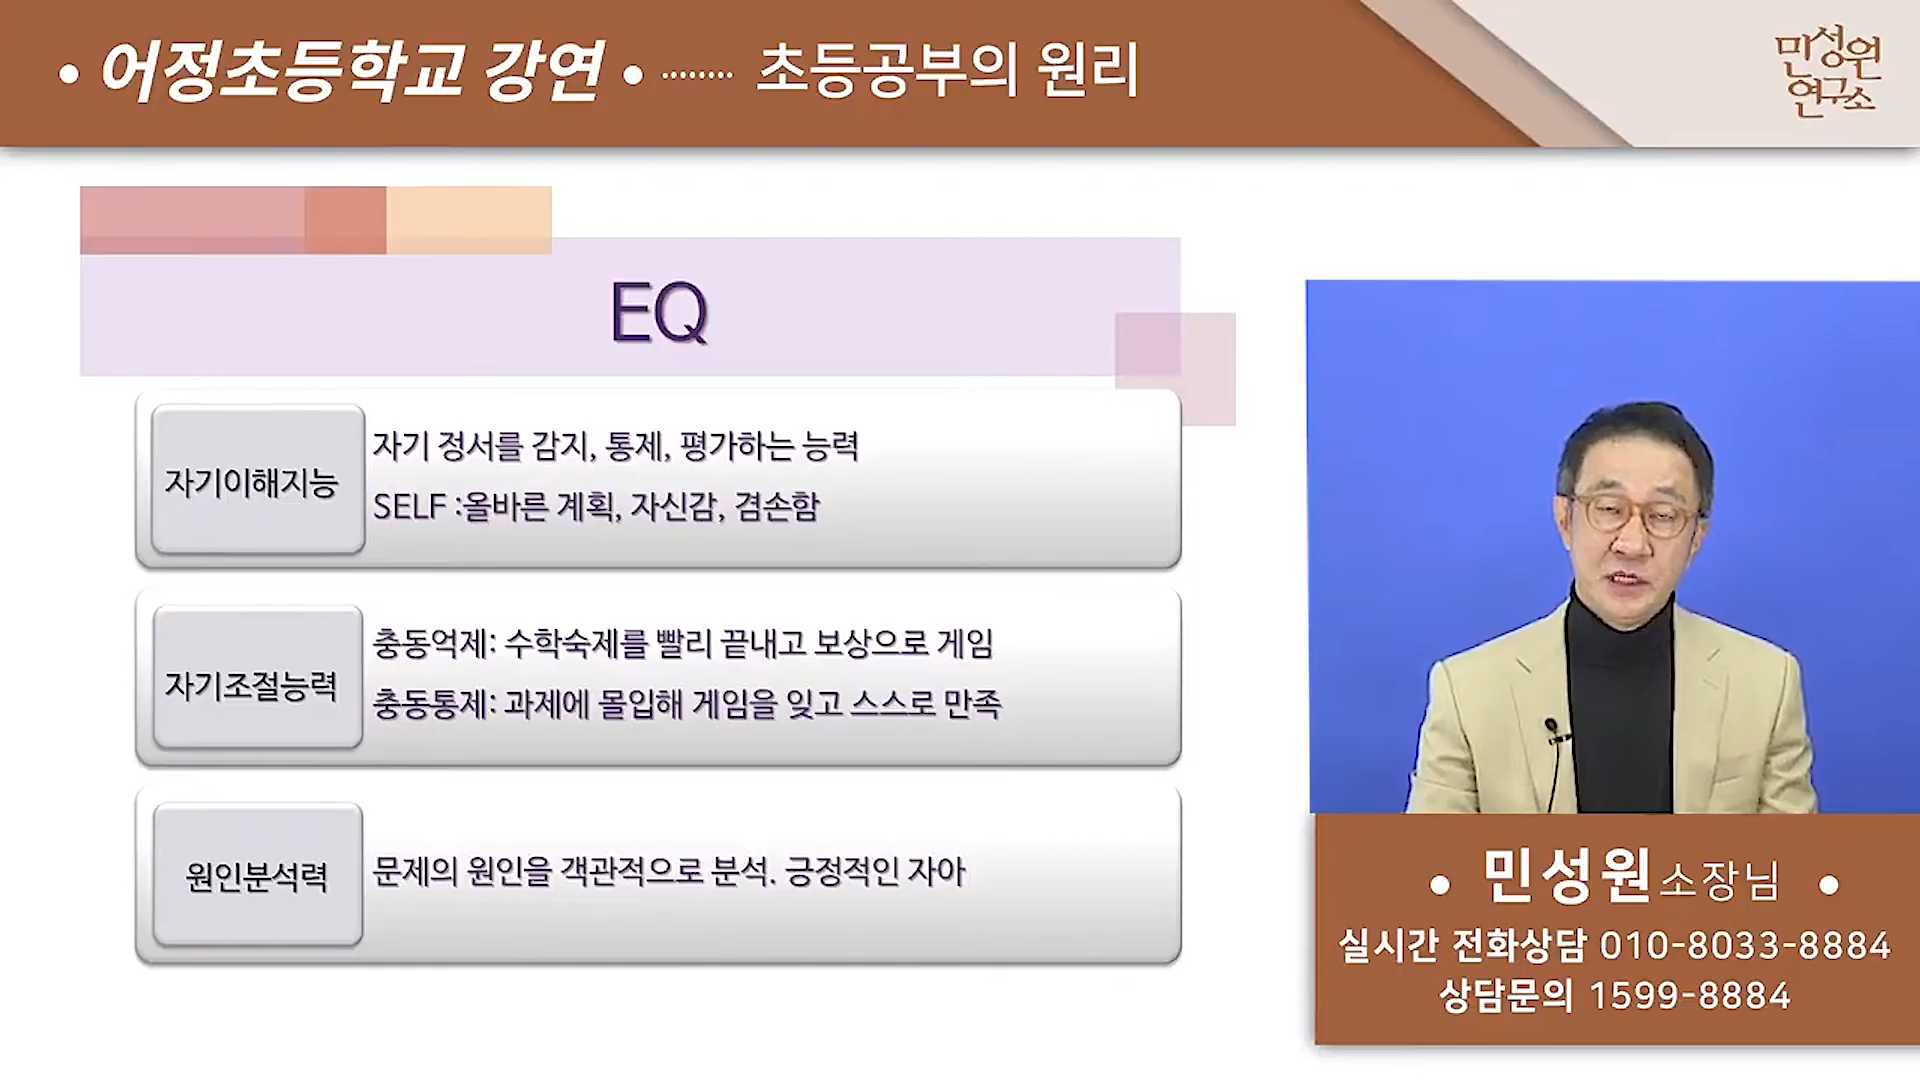 • 어정초등학교 강연 • ········ 초등공부의 원리
민성원
연구소
EQ
자기이해지능
자기 정서를 감지, 통제, 평가하는 능력
SELF :올바른 계획, 자신감, 겸손함
자기조절능력
충동억제: 수학숙제를 빨리 끝내고 보상으로 게임
충동통제: 과제에 몰입해 게임을 잊고 스스로 만족
원인분석력
문제의 원인을 객관적으로 분석. 긍정적인 자아
• 민성원 소장님 •
실시간 전화상담 010-8033-8884
상담문의 1599-8884